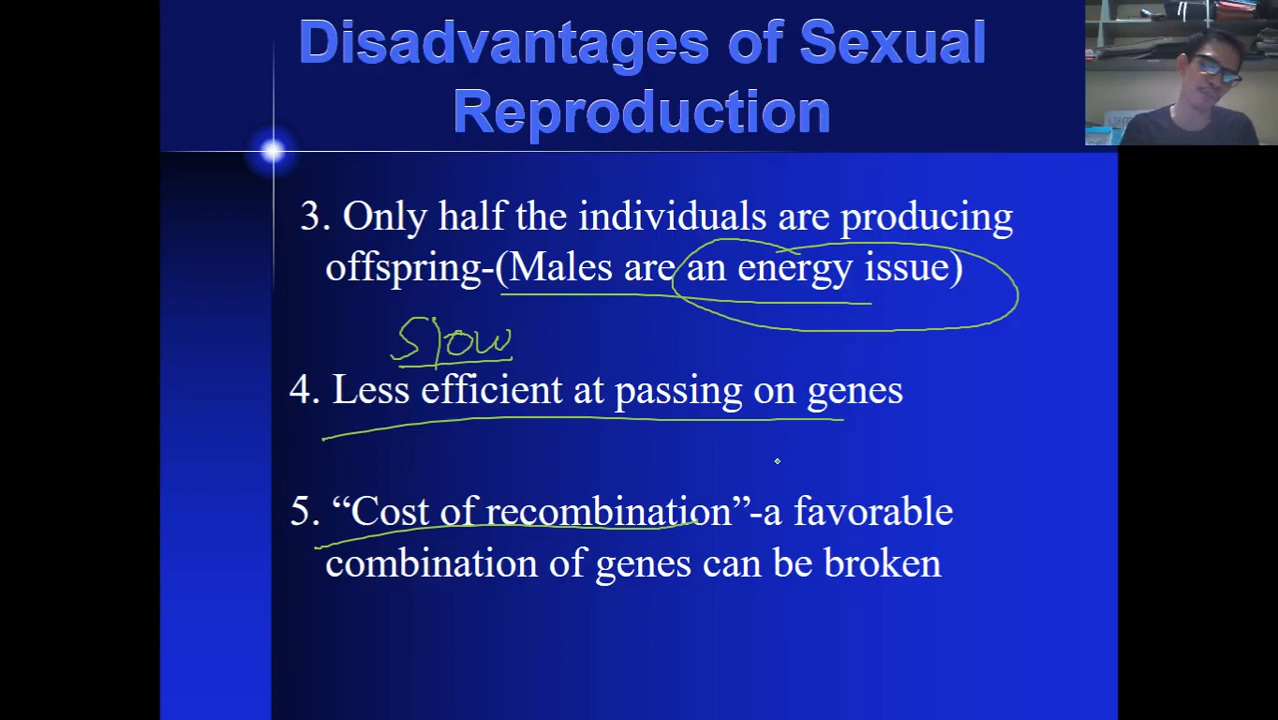 Disadvantages of Sexual
Reproduction
3. Only half the individuals are producing
offspring-(Males are an energy issue)
Slow
4. Less efficient at passing on genes
5. “Cost of recombination”-a favorable
combination of genes can be broken